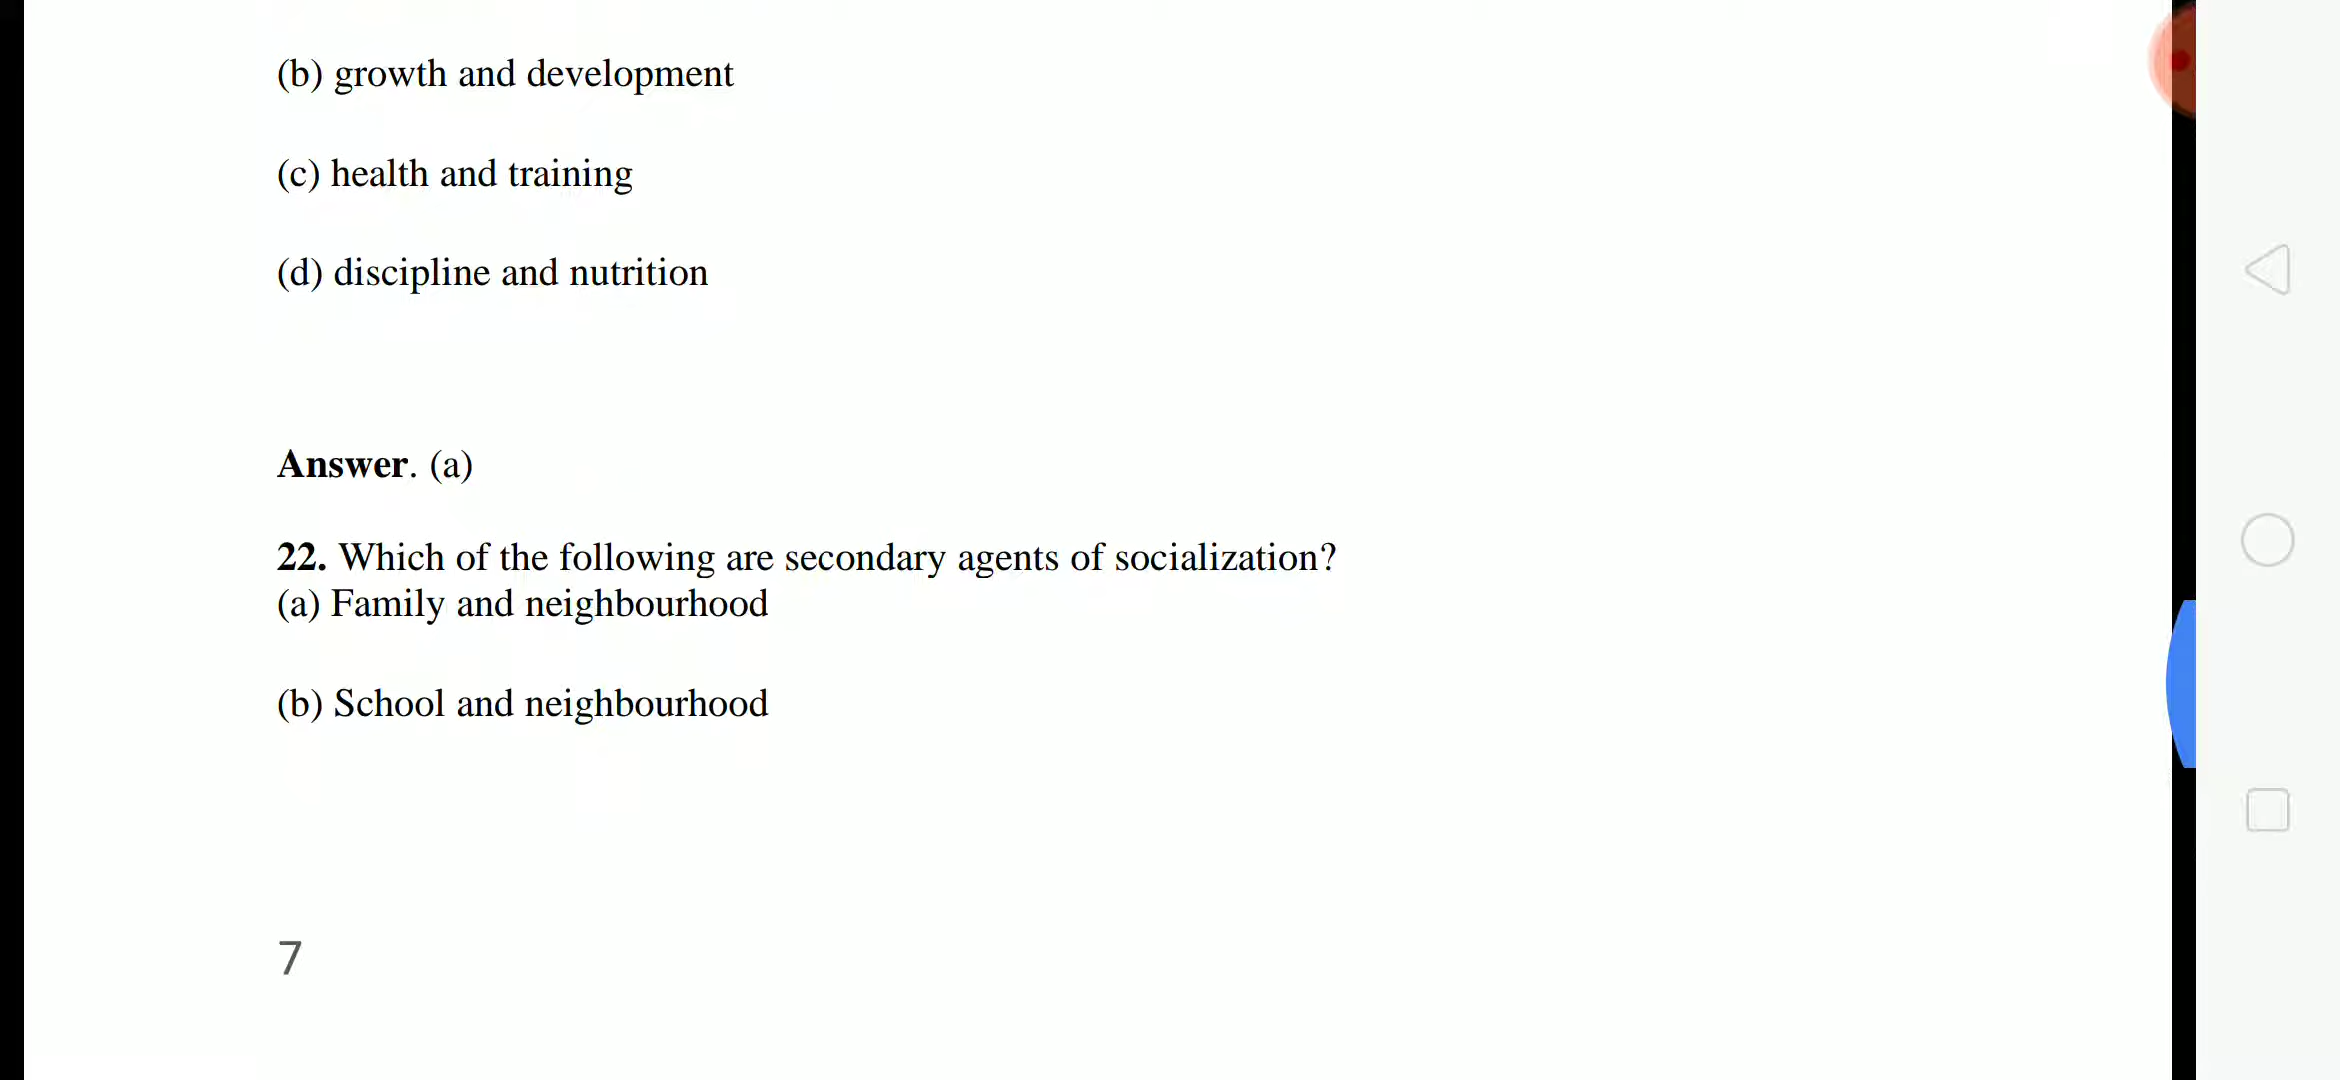 (b) growth and development
(c) health and training
(d) discipline and nutrition
Answer. (a)
22. Which of the following are secondary agents of socialization?
(a) Family and neighbourhood
(b) School and neighbourhood
7